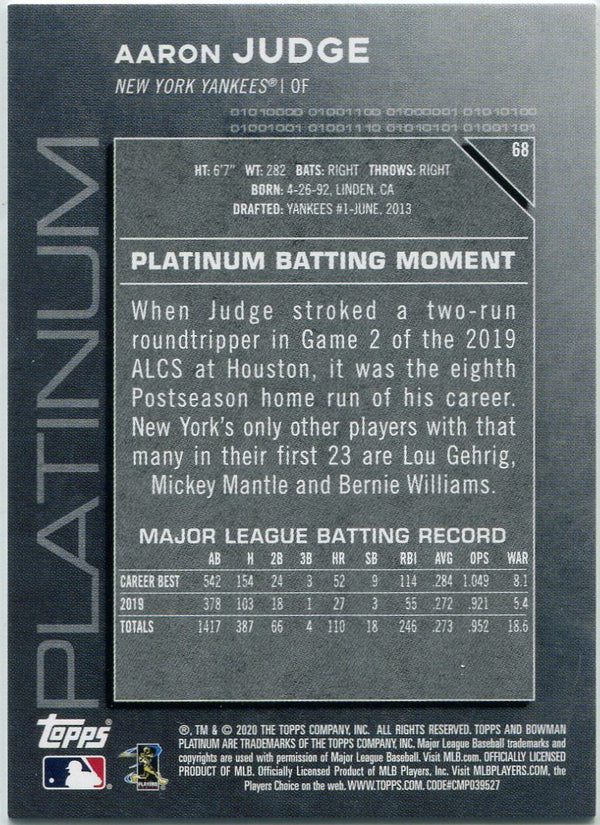 AARON JUDGE
NEW YORK YANKEES® | OF
01010000 01001100 01000001 01010100
01001001 01001110 01010101 01001101
PLATINUM
68
HT: 6'7" WT: 282 BATS: RIGHT THROWS: RIGHT
BORN: 4-26-92, LINDEN, CA
DRAFTED: YANKEES #1-JUNE, 2013
PLATINUM BATTING MOMENT
When Judge stroked a two-run
roundtripper in Game 2 of the 2019
ALCS at Houston, it was the eighth
Postseason home run of his career.
New York's only other players with that
many in their first 23 are Lou Gehrig,
Mickey Mantle and Bernie Williams.
MAJOR LEAGUE BATTING RECORD
AB H 2B 3B HR SB RBI AVG OPS WAR
CAREER BEST 542 154 24 3 52 9 114 .284 1.049 8.1
2019 378 103 18 1 27 3 55 .272 .921 5.4
TOTALS 1417 387 66 4 110 18 246 .273 .952 18.6
Topps®
PLAYERS
®, TM & © 2020 THE TOPPS COMPANY, INC. ALL RIGHTS RESERVED. TOPPS AND BOWMAN
PLATINUM ARE TRADEMARKS OF THE TOPPS COMPANY, INC. Major League Baseball trademarks and
copyrights are used with permission of Major League Baseball. Visit MLB.com. OFFICIALLY LICENSED
PRODUCT OF MLB. Officially Licensed Product of MLB Players, Inc. Visit MLBPLAYERS.COM, the
Players Choice on the web. WWW.TOPPS.COM. CODE#CMP039527